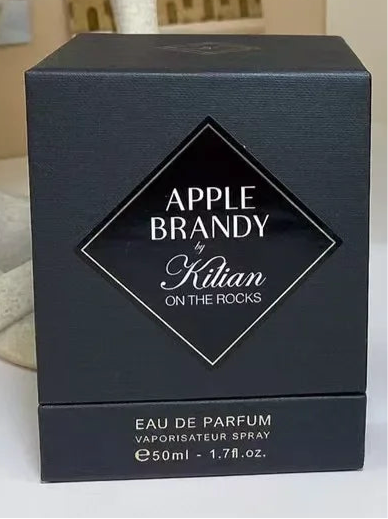 APPLE
BRANDY
by
Kilian
ON THE ROCKS
EAU DE PARFUM
VAPORISATEUR SPRAY
℮50ml - 1.7fl.oz.